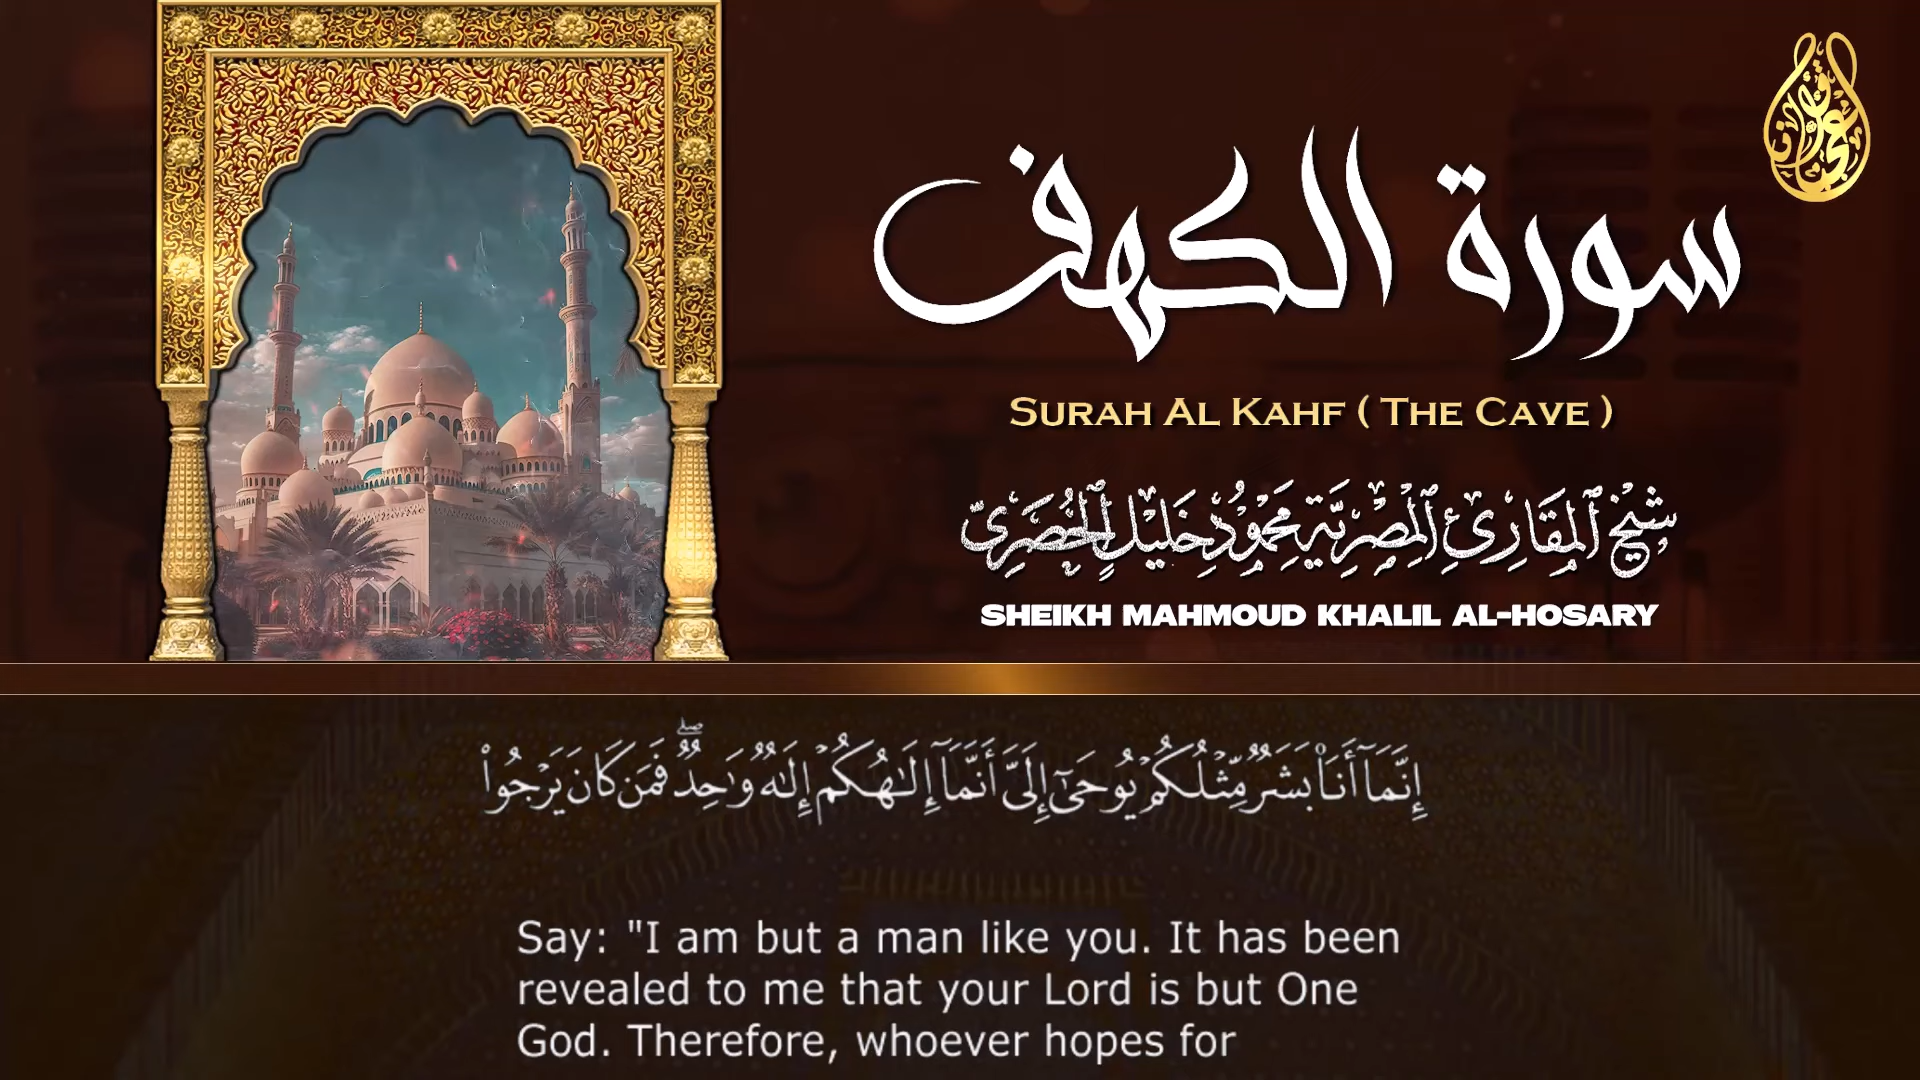 سورة الكهف
SURAH AL KAHF ( THE CAVE )
شيخ المقارئ المصرية محمود خليل الحصري
SHEIKH MAHMOUD KHALIL AL-HOSARY
إِنَّمَآ أَنَا۠ بَشَرٌ مِّثْلُكُمْ يُوحَىٰٓ إِلَىَّ أَنَّمَآ إِلَـٰهُكُمْ إِلَـٰهٌ وَٰحِدٌ ۖ فَمَن كَانَ يَرْجُوا۟
Say: "I am but a man like you. It has been
revealed to me that your Lord is but One
God. Therefore, whoever hopes for